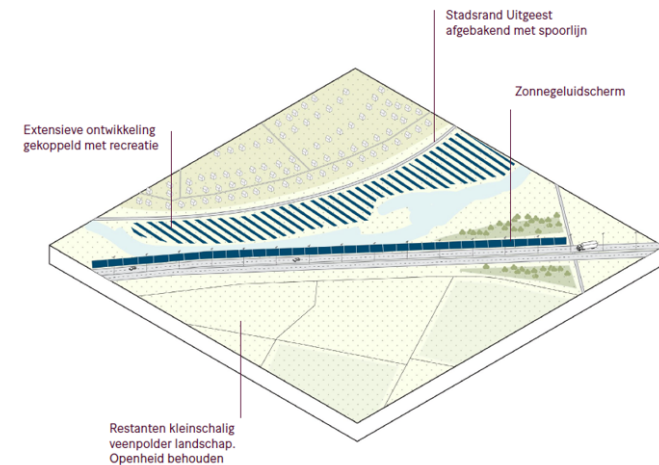 Stadsrand Uitgeest
afgebakend met spoorlijn
Zonnegeluidscherm
Extensieve ontwikkeling
gekoppeld met recreatie
Restanten kleinschalig
veenpolder landschap.
Openheid behouden